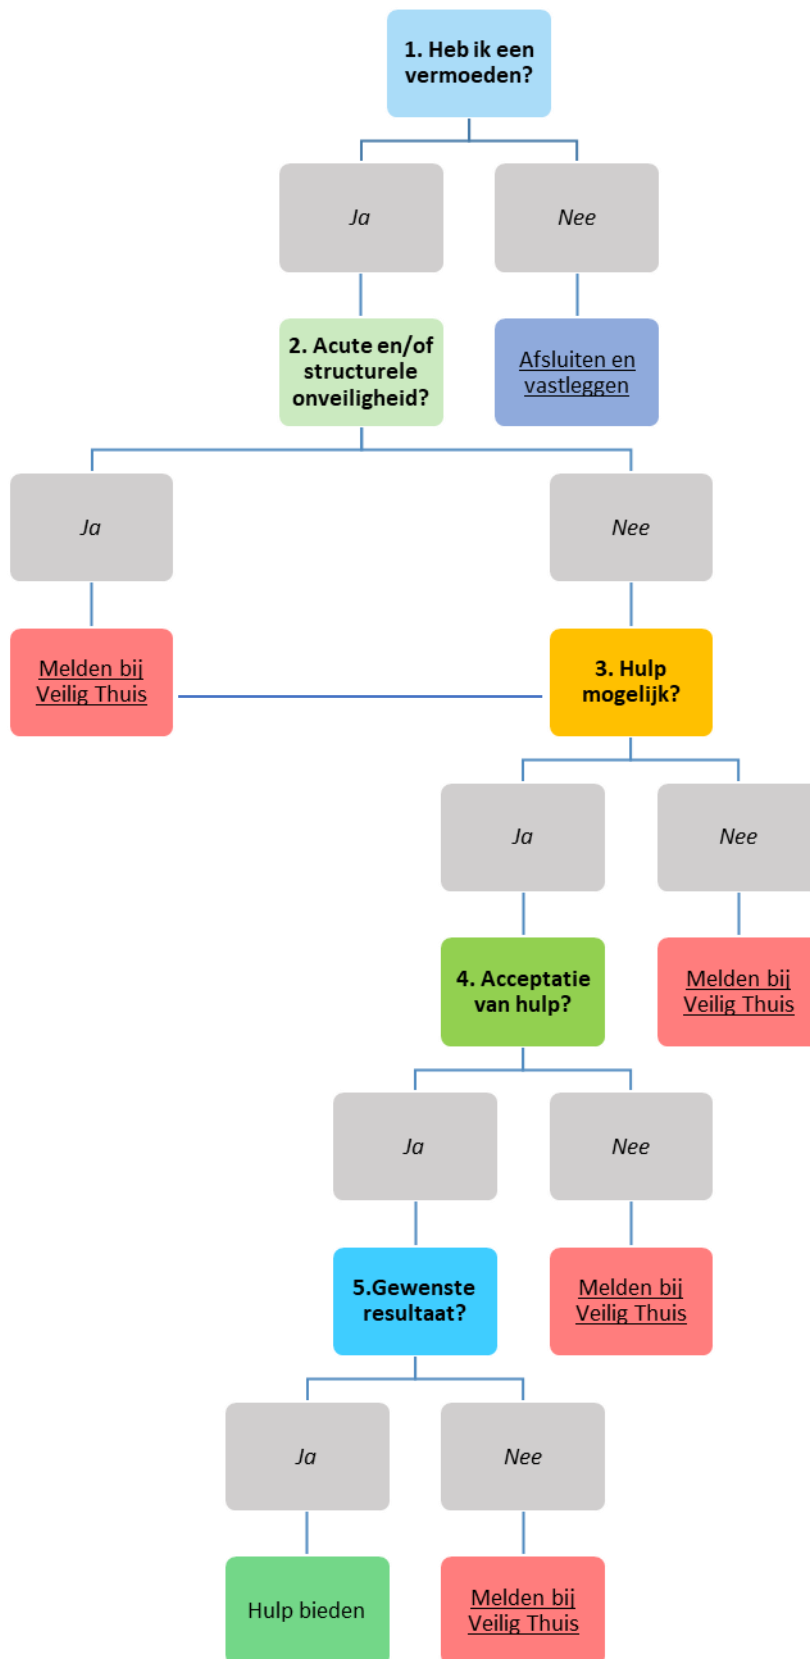 1. Heb ik een
vermoeden?
Ja
Nee
2. Acute en/of
structurele
onveiligheid?
Afsluiten en
vastleggen
Ja
Nee
Melden bij
Veilig Thuis
3. Hulp
mogelijk?
Ja
Nee
4. Acceptatie
van hulp?
Melden bij
Veilig Thuis
Ja
Nee
5.Gewenste
resultaat?
Melden bij
Veilig Thuis
Ja
Nee
Hulp bieden
Melden bij
Veilig Thuis